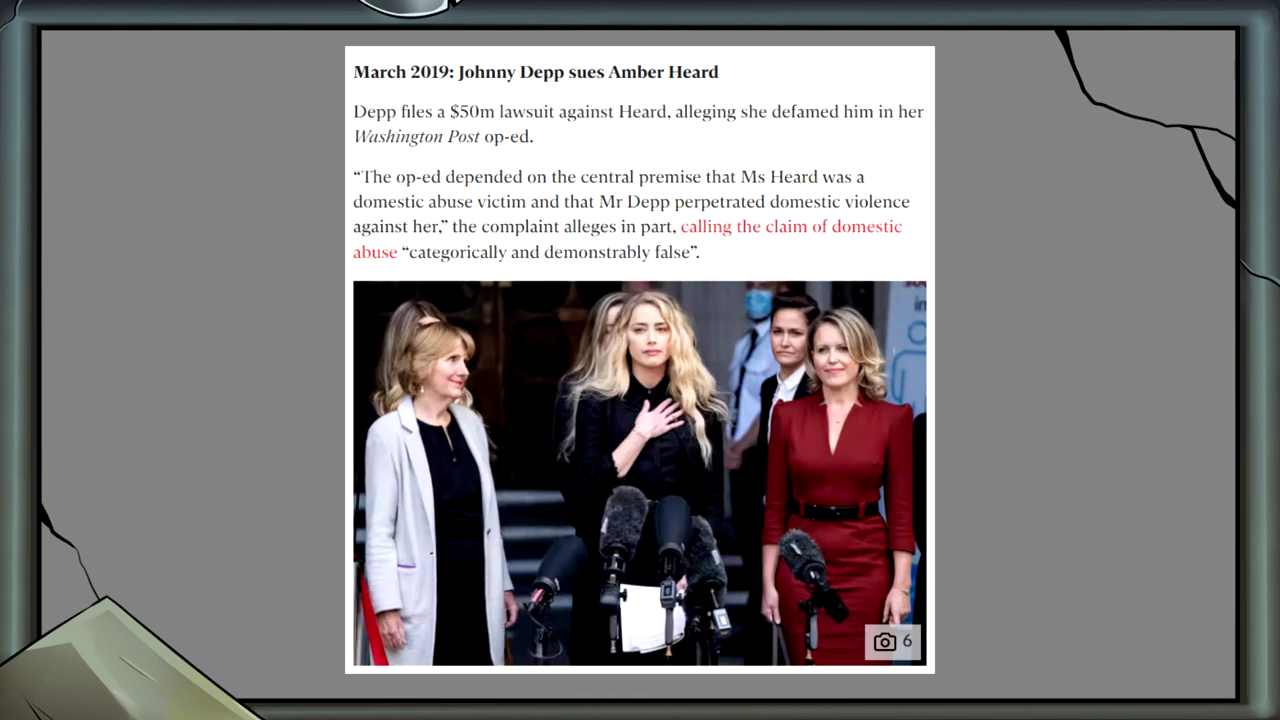 March 2019: Johnny Depp sues Amber Heard
Depp files a $50m lawsuit against Heard, alleging she defamed him in her
Washington Post op-ed.
“The op-ed depended on the central premise that Ms Heard was a
domestic abuse victim and that Mr Depp perpetrated domestic violence
against her,” the complaint alleges in part, calling the claim of domestic
abuse “categorically and demonstrably false”.
in
6